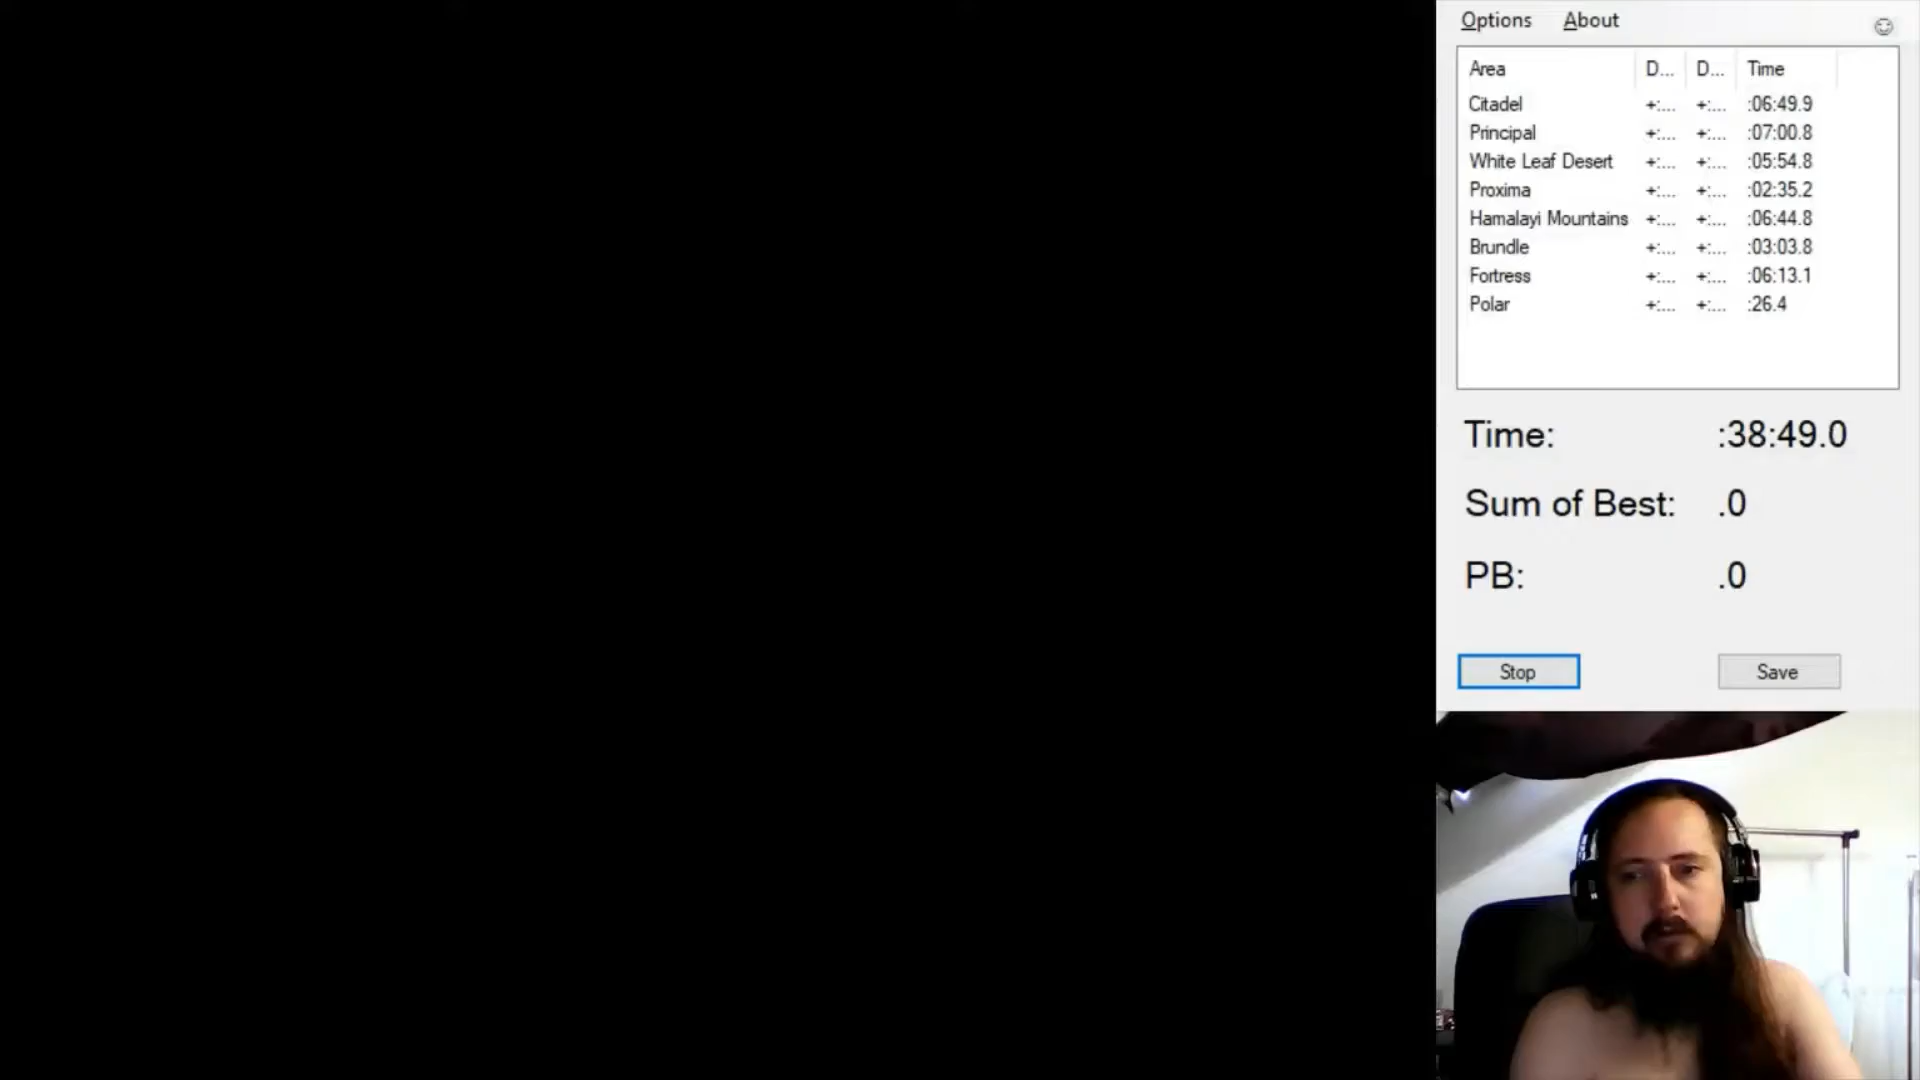 Options About
Area D... D... Time
Citadel +:... +:... :06:49.9
Principal +:... +:... :07:00.8
White Leaf Desert +:... +:... :05:54.8
Proxima +:... +:... :02:35.2
Hamalayi Mountains +:... +:... :06:44.8
Brundle +:... +:... :03:03.8
Fortress +:... +:... :06:13.1
Polar +:... +:... :26.4
Time: :38:49.0
Sum of Best: .0
PB: .0
Stop Save